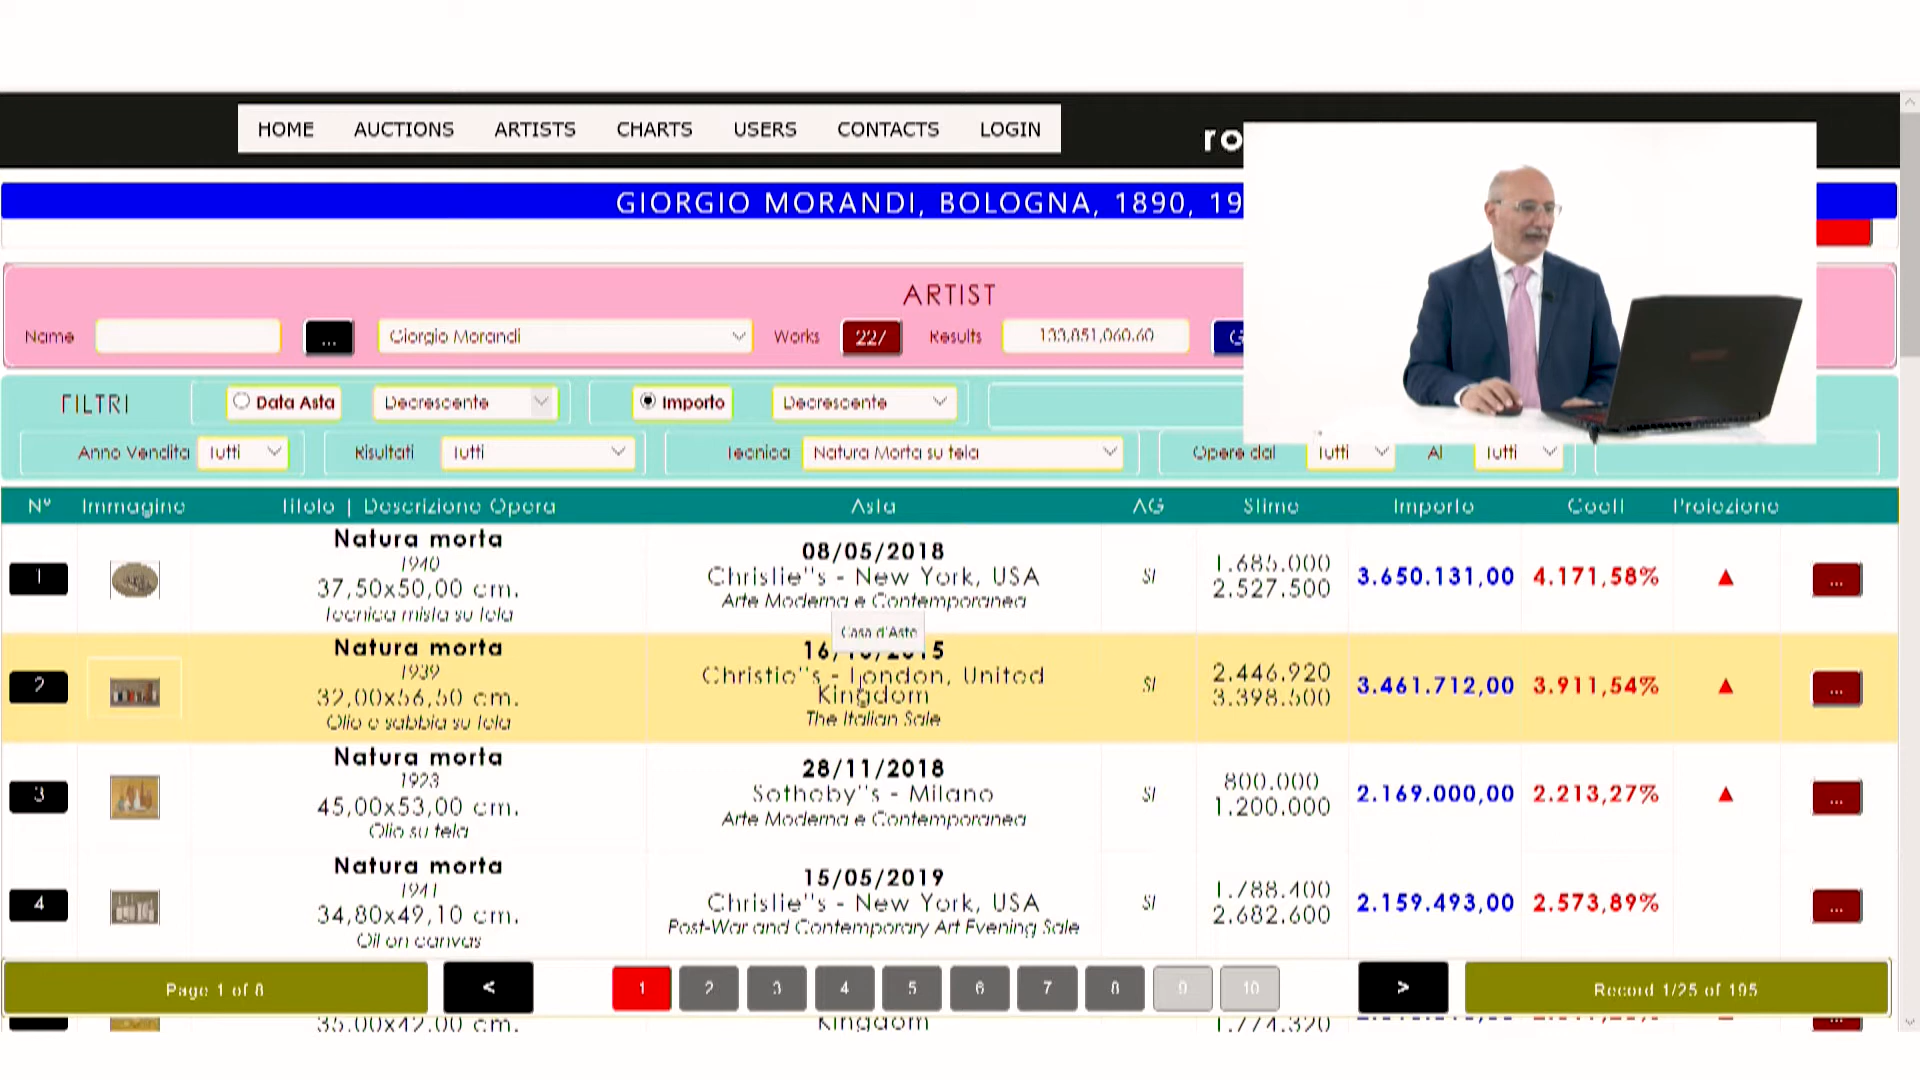 HOME AUCTIONS ARTISTS CHARTS USERS CONTACTS LOGIN
ro
GIORGIO MORANDI, BOLOGNA, 1890, 19
ARTIST
Name ... Giorgio Morandi Works 227 Results 133,851,060.60 G
FILTRI Data Asta Decrescente Importo Decrescente
Anno Vendita Tutti Risultati Tutti Tecnica Natura Morta su tela Opere dal Tutti Al Tutti
N° Immagine Titolo | Descrizione Opera Asta AG Stime Importo Coeff Proiezione
Natura morta
1940
37,50x50,00 cm.
Tecnica mista su tela
1
08/05/2018
Christie''s - New York, USA
Arte Moderna e Contemporanea
SI
1.685.000
2.527.500
3.650.131,00 4.171,58% ▲ ...
Casa d'Aste
Natura morta
1939
32,00x56,50 cm.
Olio e sabbia su tela
2
Christie''s - London, United
Kingdom
The Italian Sale
SI
2.446.920
3.398.500
3.461.712,00 3.911,54% ▲ ...
Natura morta
1923
45,00x53,00 cm.
Olio su tela
3
28/11/2018
Sotheby''s - Milano
Arte Moderna e Contemporanea
SI
800.000
1.200.000
2.169.000,00 2.213,27% ▲ ...
Natura morta
1941
34,80x49,10 cm.
Oil on canvas
4
15/05/2019
Christie''s - New York, USA
Post-War and Contemporary Art Evening Sale
SI
1.788.400
2.682.600
2.159.493,00 2.573,89% ...
Page 1 of 8 < 1 2 3 4 5 6 7 8 9 10 > Record 1/25 of 195
35,00x42,00 cm. Kingdom 1.774.320